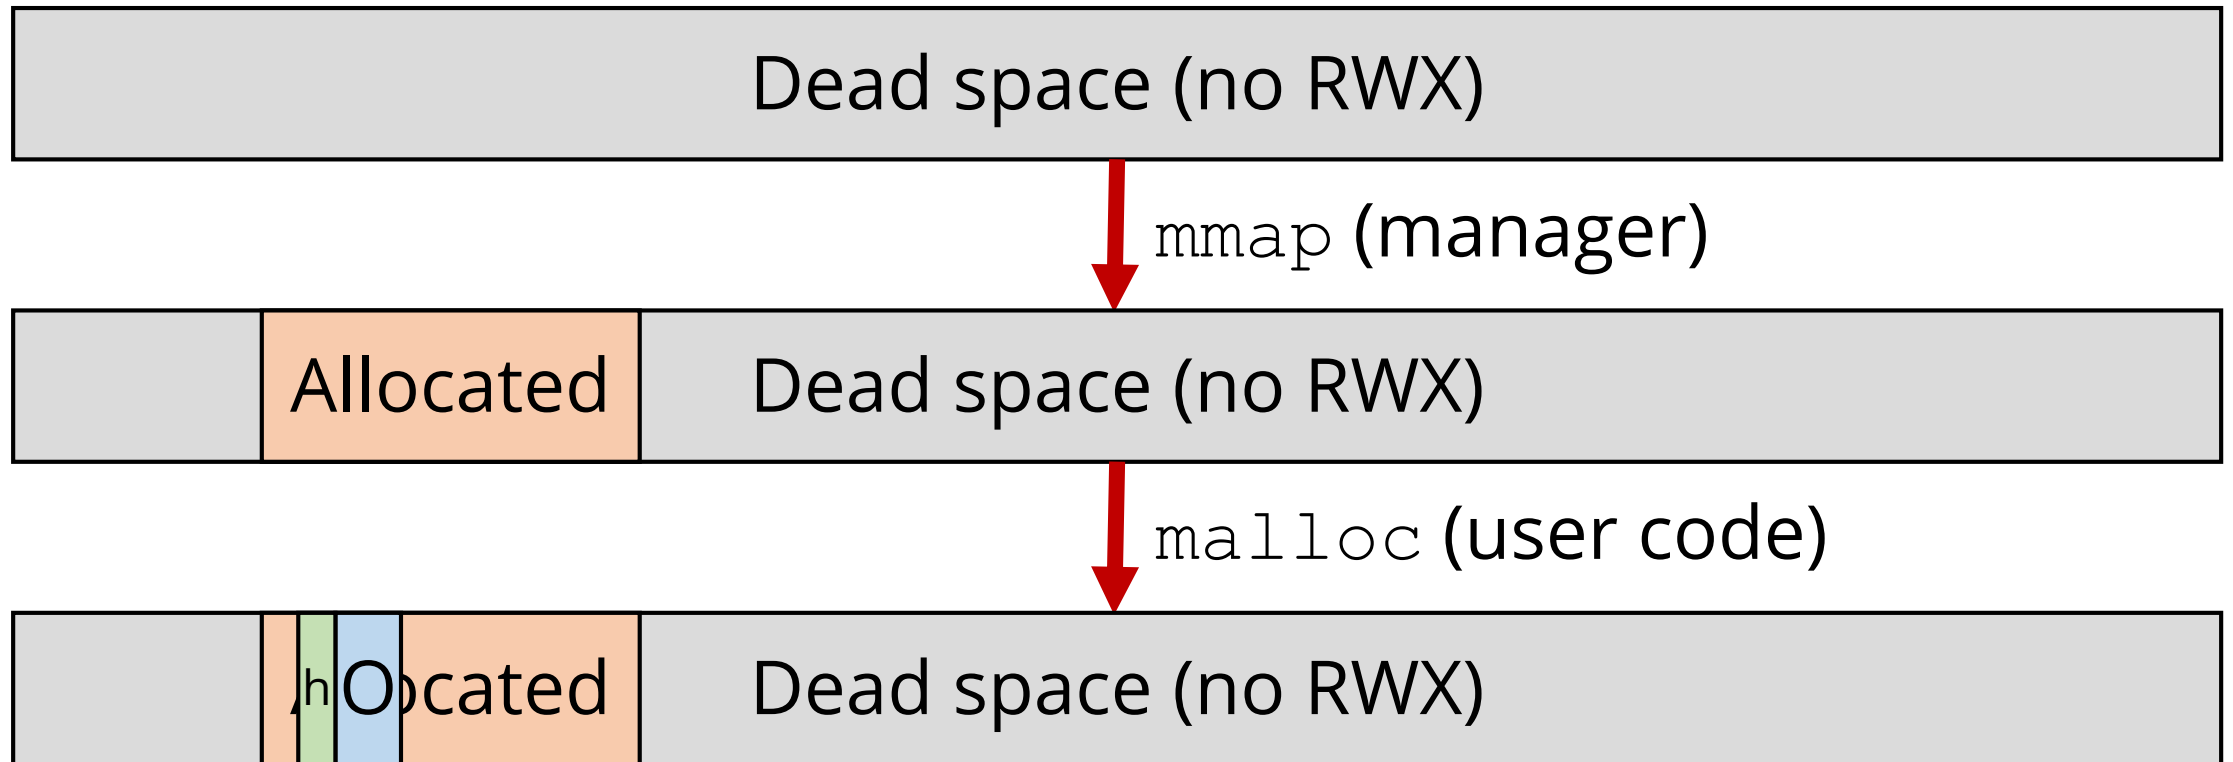 Dead space (no RWX)
mmap (manager)
Allocated Dead space (no RWX)
malloc (user code)
h O ocated Dead space (no RWX)